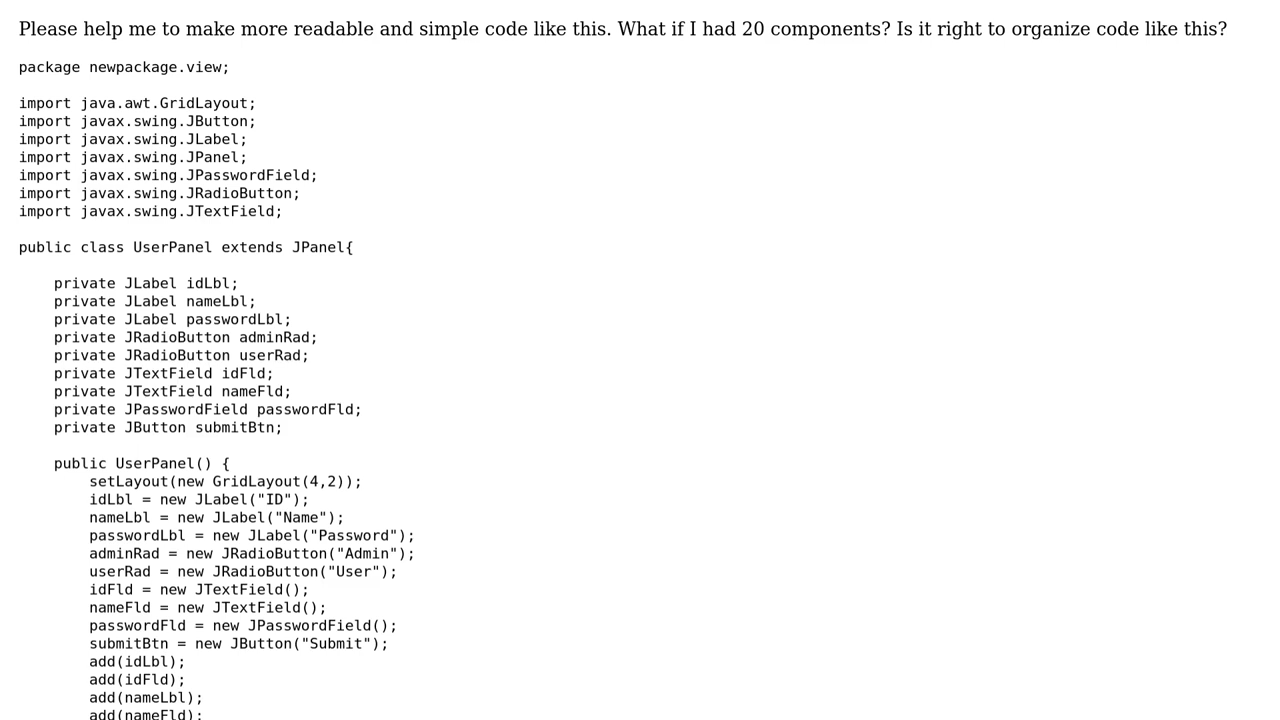 Please help me to make more readable and simple code like this. What if I had 20 components? Is it right to organize code like this?
package newpackage.view;
import java.awt.GridLayout;
import javax.swing.JButton;
import javax.swing.JLabel;
import javax.swing.JPanel;
import javax.swing.JPasswordField;
import javax.swing.JRadioButton;
import javax.swing.JTextField;
public class UserPanel extends JPanel{
    private JLabel idLbl;
    private JLabel nameLbl;
    private JLabel passwordLbl;
    private JRadioButton adminRad;
    private JRadioButton userRad;
    private JTextField idFld;
    private JTextField nameFld;
    private JPasswordField passwordFld;
    private JButton submitBtn;
    public UserPanel() {
        setLayout(new GridLayout(4,2));
        idLbl = new JLabel("ID");
        nameLbl = new JLabel("Name");
        passwordLbl = new JLabel("Password");
        adminRad = new JRadioButton("Admin");
        userRad = new JRadioButton("User");
        idFld = new JTextField();
        nameFld = new JTextField();
        passwordFld = new JPasswordField();
        submitBtn = new JButton("Submit");
        add(idLbl);
        add(idFld);
        add(nameLbl);
        add(nameFld);